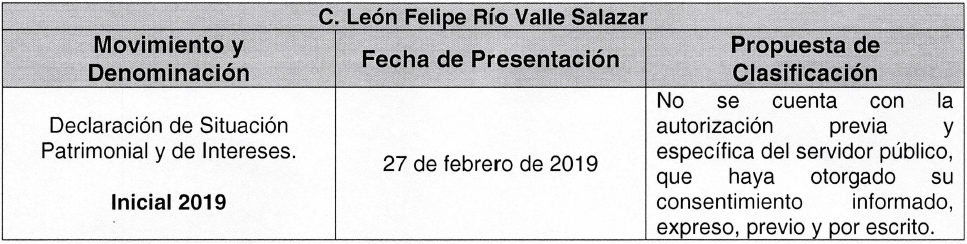 C. León Felipe Río Valle Salazar
Movimiento y
Denominación
Fecha de Presentación
Propuesta de
Clasificación
Declaración de Situación
Patrimonial y de Intereses.
Inicial 2019
27 de febrero de 2019
No se cuenta con la
autorización previa y
específica del servidor público,
que haya otorgado su
consentimiento informado,
expreso, previo y por escrito.